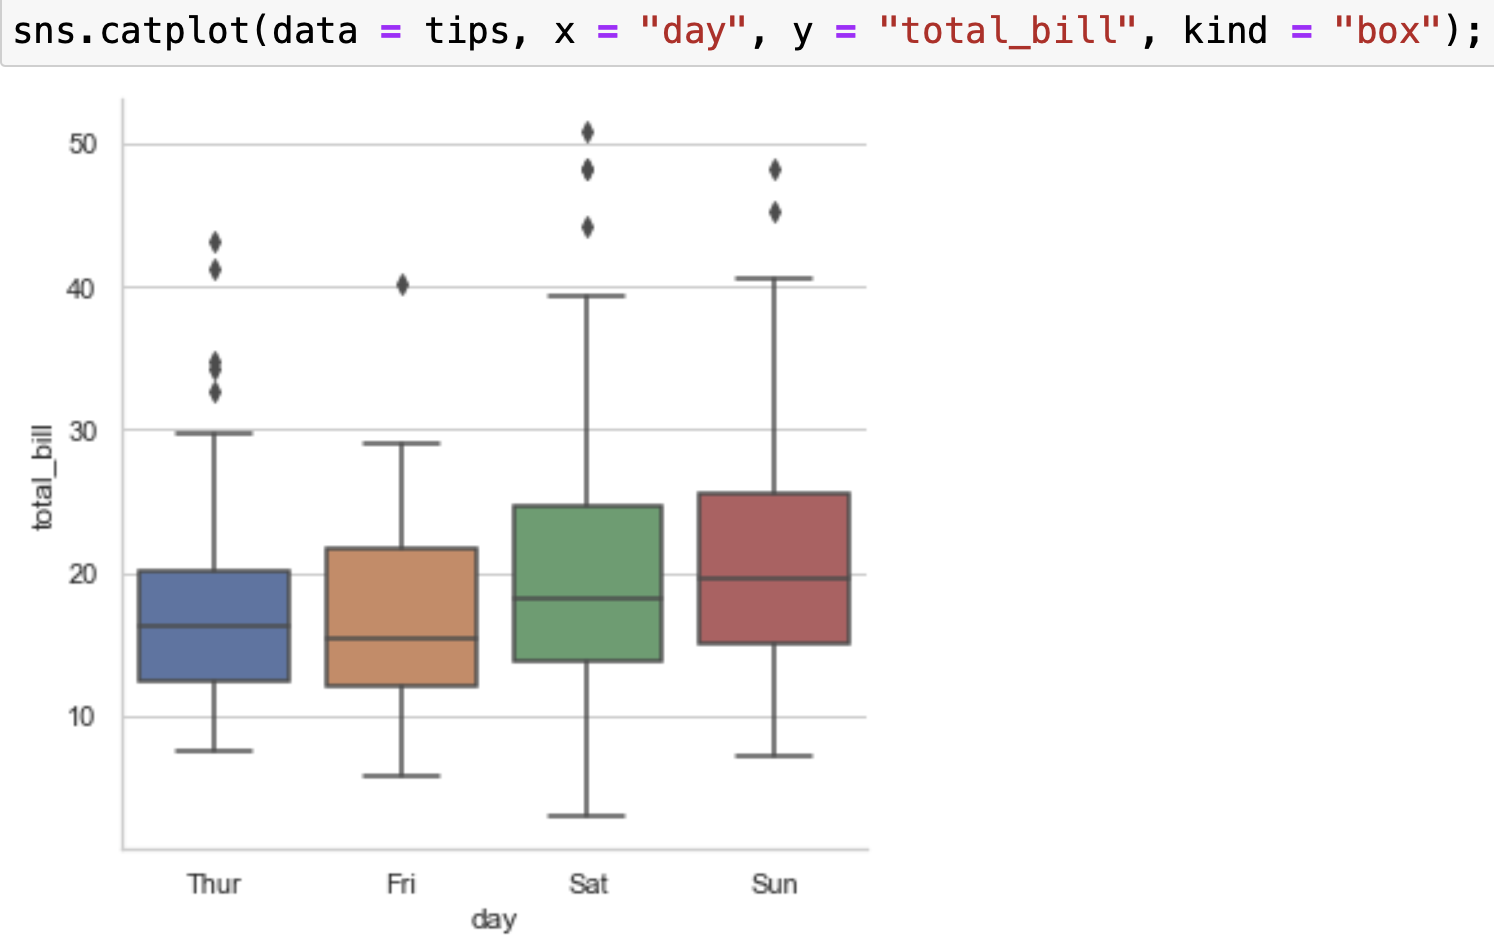 sns.catplot(data = tips, x = "day", y = "total_bill", kind = "box");
50
40
30
20
10
total_bill
Thur Fri Sat Sun
day